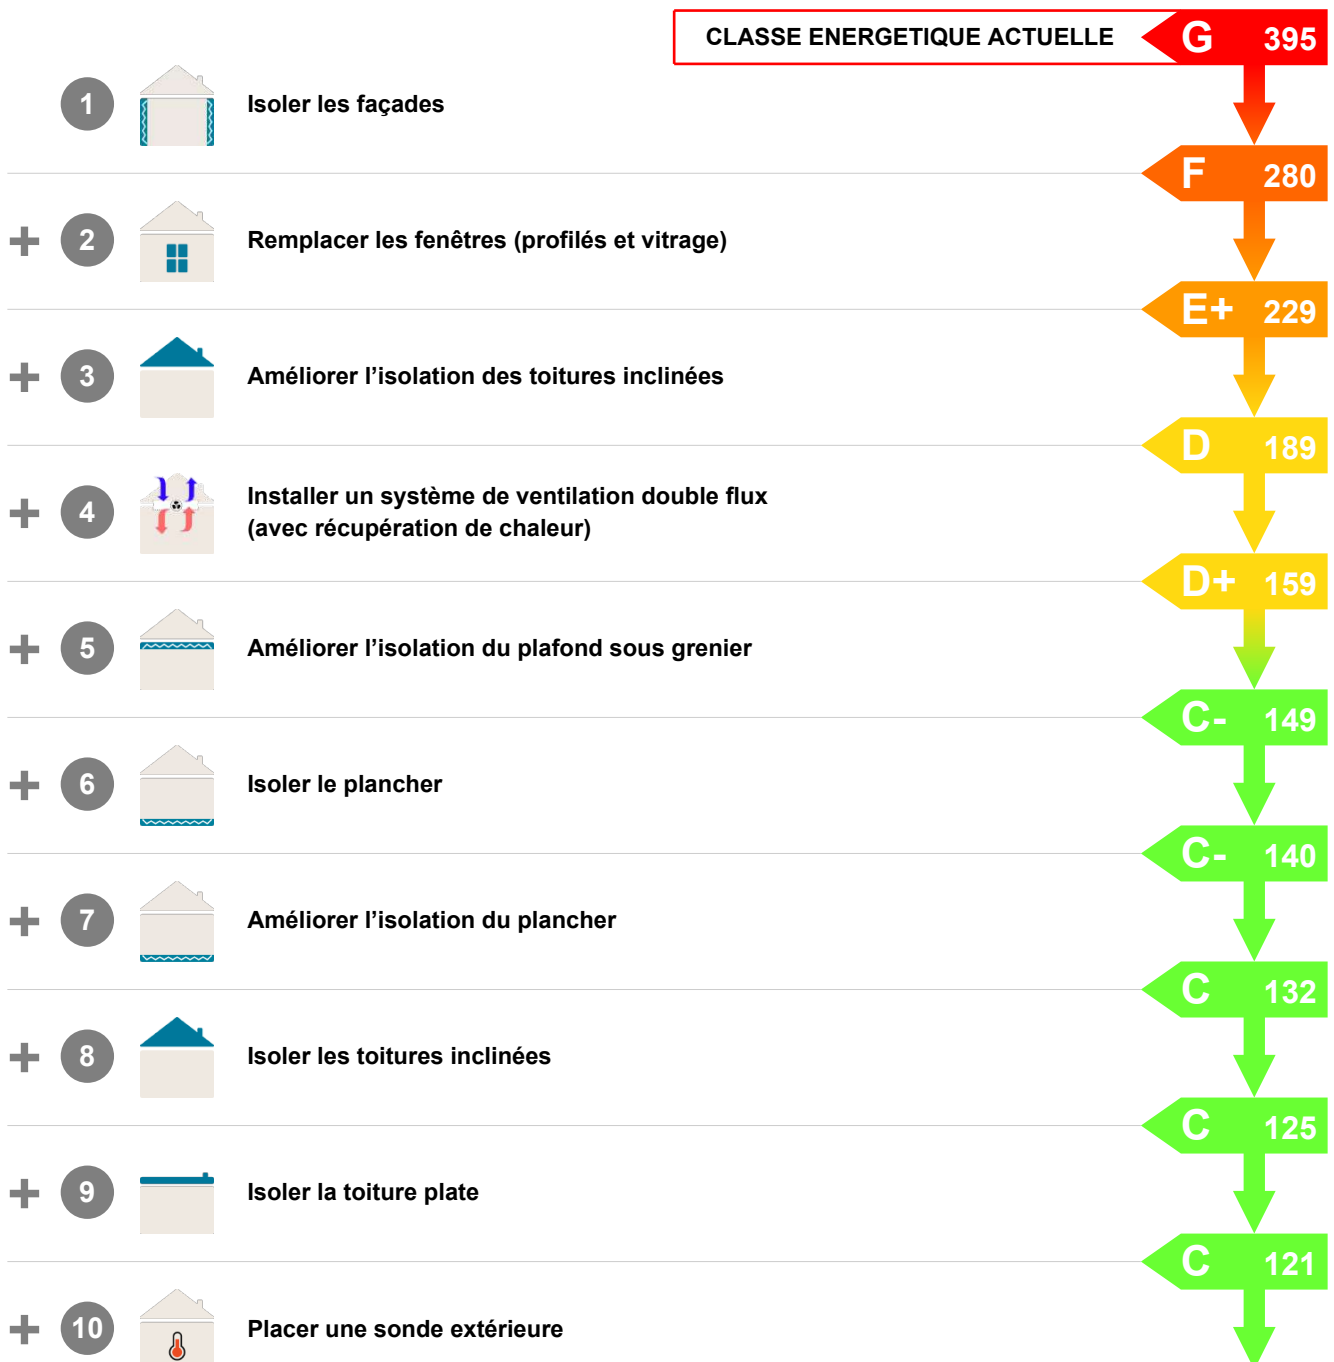 CLASSE ENERGETIQUE ACTUELLE G 395
1 Isoler les façades
F 280
+ 2 Remplacer les fenêtres (profilés et vitrage)
E+ 229
+ 3 Améliorer l’isolation des toitures inclinées
D 189
+ 4 Installer un système de ventilation double flux
(avec récupération de chaleur)
D+ 159
+ 5 Améliorer l’isolation du plafond sous grenier
C- 149
+ 6 Isoler le plancher
C- 140
+ 7 Améliorer l’isolation du plancher
C 132
+ 8 Isoler les toitures inclinées
C 125
+ 9 Isoler la toiture plate
C 121
+ 10 Placer une sonde extérieure